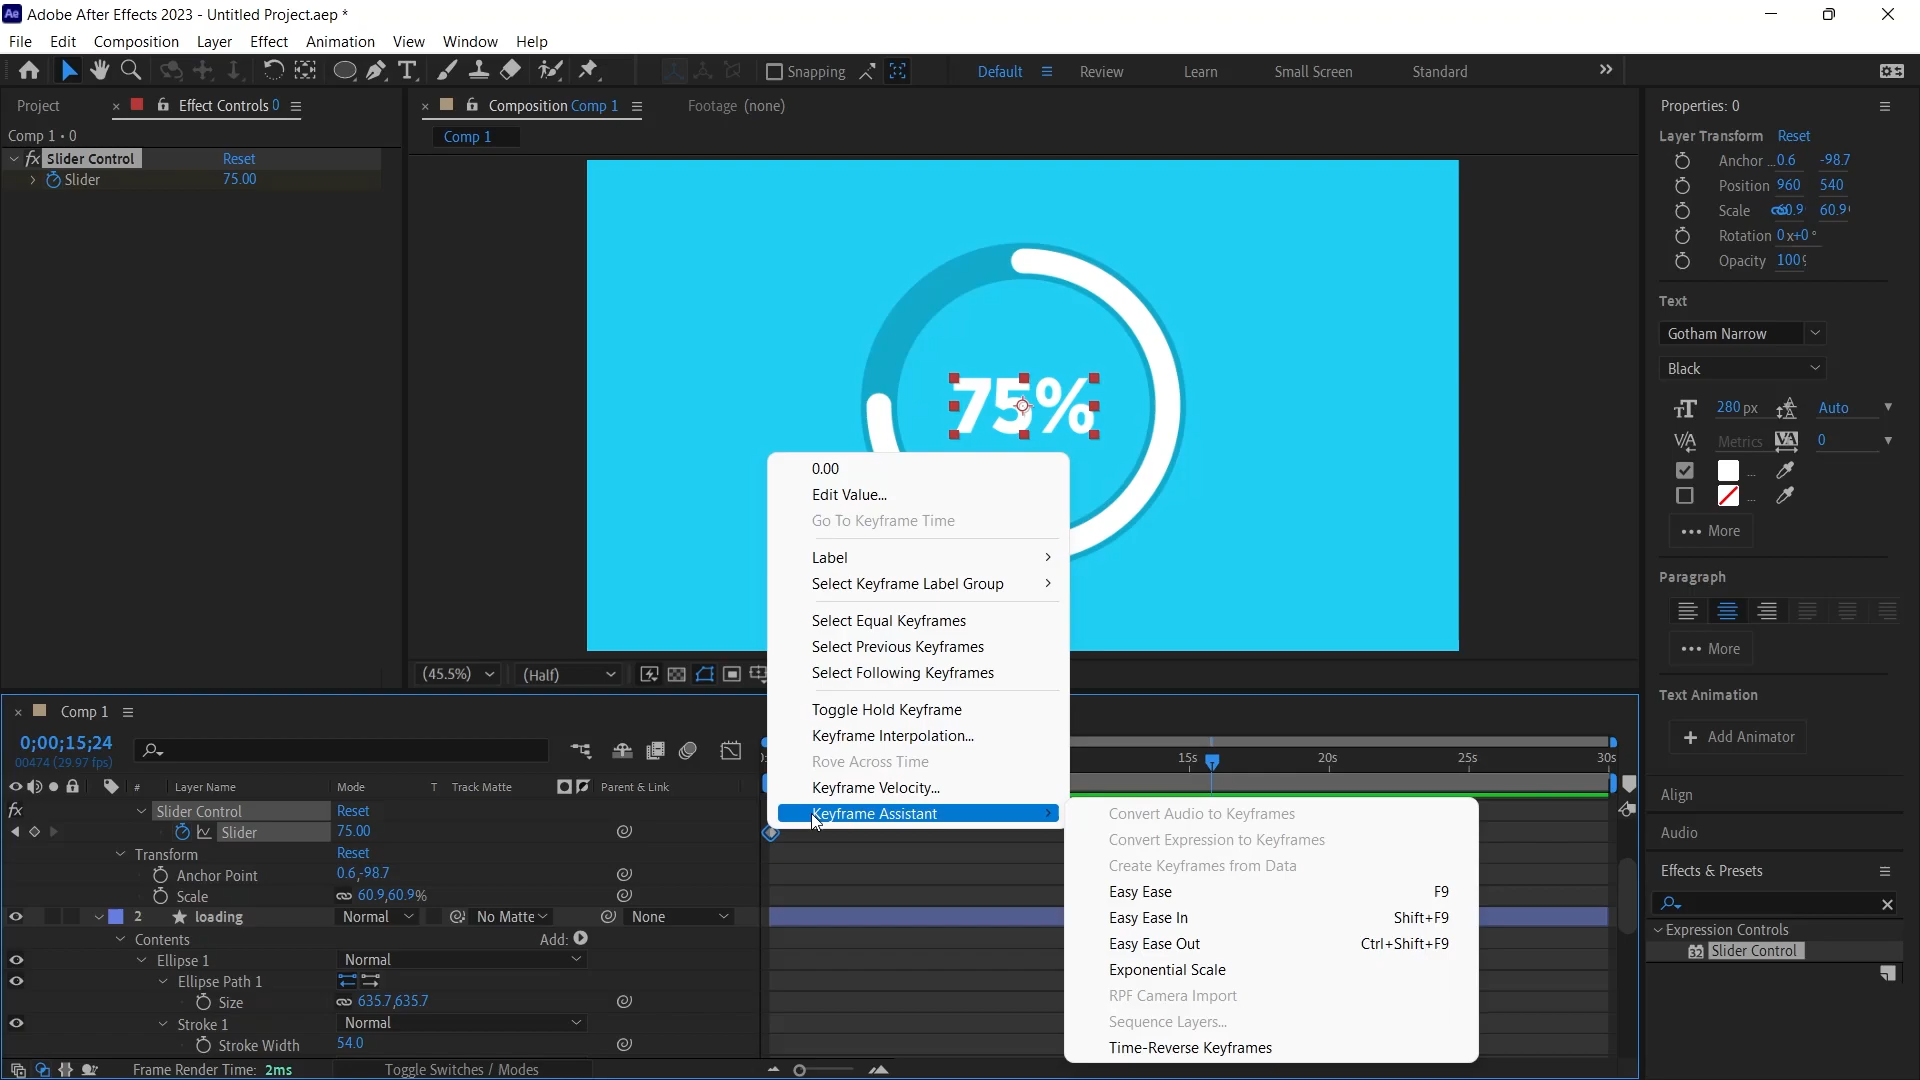 Adobe After Effects 2023 - Untitled Project.aep *
File Edit Composition Layer Effect Animation View Window Help
Snapping Default Review Learn Small Screen Standard
Project Effect Controls 0
Comp 1 • 0
fx Slider Control Reset
Slider 75.00
Composition Comp 1 Footage (none)
Comp 1
75%
(45.5%) (Half)
Properties: 0
Layer Transform Reset
Anchor ... 0.6 -98.7
Position 960 540
Scale 60.9 60.9
Rotation 0x+0°
Opacity 100
Text
Gotham Narrow
Black
280 px Auto
Metrics 0
More
Paragraph
More
Text Animation
Add Animator
Align
Audio
Effects & Presets
Expression Controls
Slider Control
0.00
Edit Value...
Go To Keyframe Time
Label
Select Keyframe Label Group
Select Equal Keyframes
Select Previous Keyframes
Select Following Keyframes
Toggle Hold Keyframe
Keyframe Interpolation...
Rove Across Time
Keyframe Velocity...
Keyframe Assistant
Convert Audio to Keyframes
Convert Expression to Keyframes
Create Keyframes from Data
Easy Ease F9
Easy Ease In Shift+F9
Easy Ease Out Ctrl+Shift+F9
Exponential Scale
RPF Camera Import
Sequence Layers...
Time-Reverse Keyframes
Comp 1
0;00;15;24
00474 (29.97 fps)
15s 20s 25s 30s
# Layer Name Mode T Track Matte Parent & Link
fx Slider Control Reset
Slider 75.00
Transform Reset
Anchor Point 0.6,-98.7
Scale 60.9,60.9%
2 loading Normal No Matte None
Contents Add:
Ellipse 1 Normal
Ellipse Path 1
Size 635.7,635.7
Stroke 1 Normal
Stroke Width 54.0
Frame Render Time: 2ms Toggle Switches / Modes